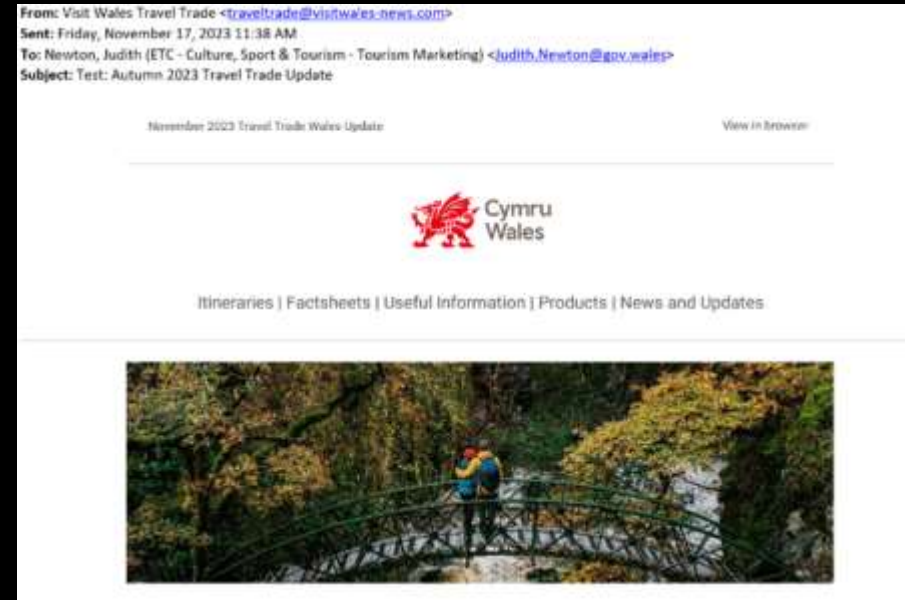 From: Visit Wales Travel Trade <traveltrade@visitwales-news.com>
Sent: Friday, November 17, 2023 11:38 AM
To: Newton, Judith (ETC - Culture, Sport & Tourism - Tourism Marketing) <Judith.Newton@gov.wales>
Subject: Test: Autumn 2023 Travel Trade Update
November 2023 Travel Trade Wales Update
View in browser
Cymru
Wales
Itineraries | Factsheets | Useful Information | Products | News and Updates